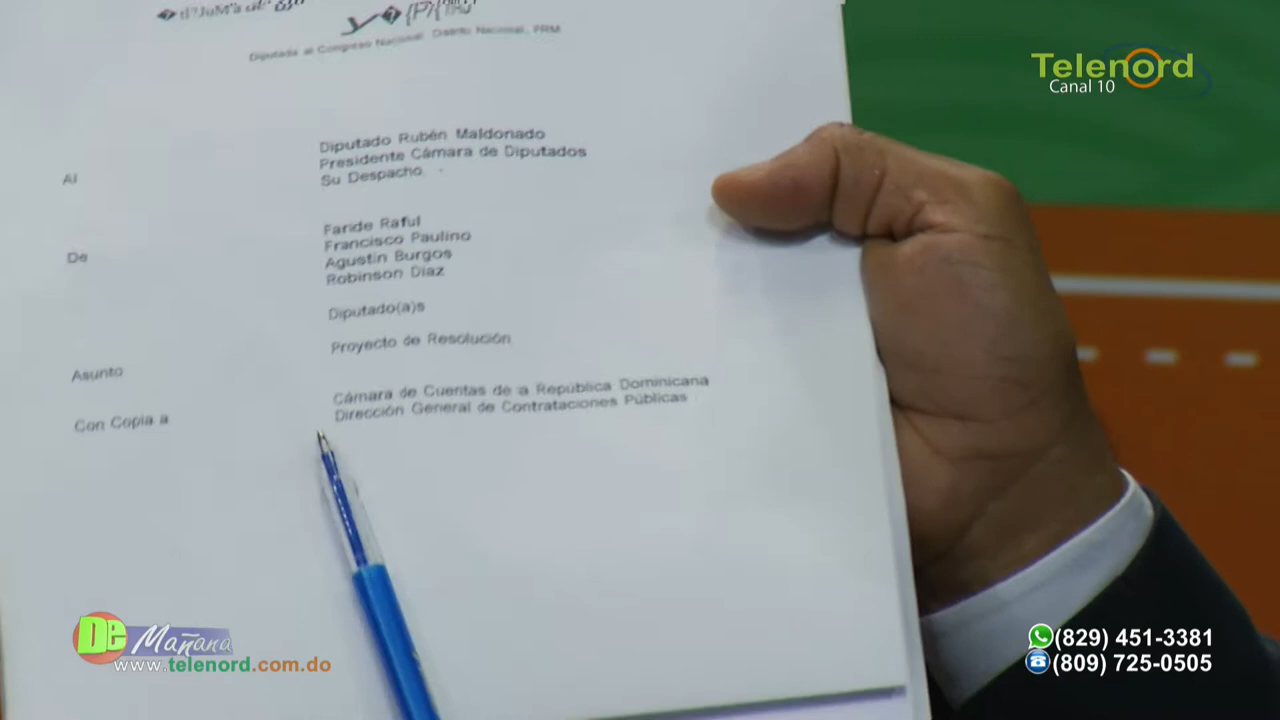 Diputada al Congreso Nacional, Distrito Nacional, PRM
Telenord
Canal 10
Al
Diputado Rubén Maldonado
Presidente Cámara de Diputados
Su Despacho
De
Faride Raful
Francisco Paulino
Agustín Burgos
Robinson Díaz
Diputado(a)s
Asunto
Proyecto de Resolución
Con Copia a
Cámara de Cuentas de a República Dominicana
Dirección General de Contrataciones Públicas
De Mañana
www.telenord.com.do
(829) 451-3381
(809) 725-0505